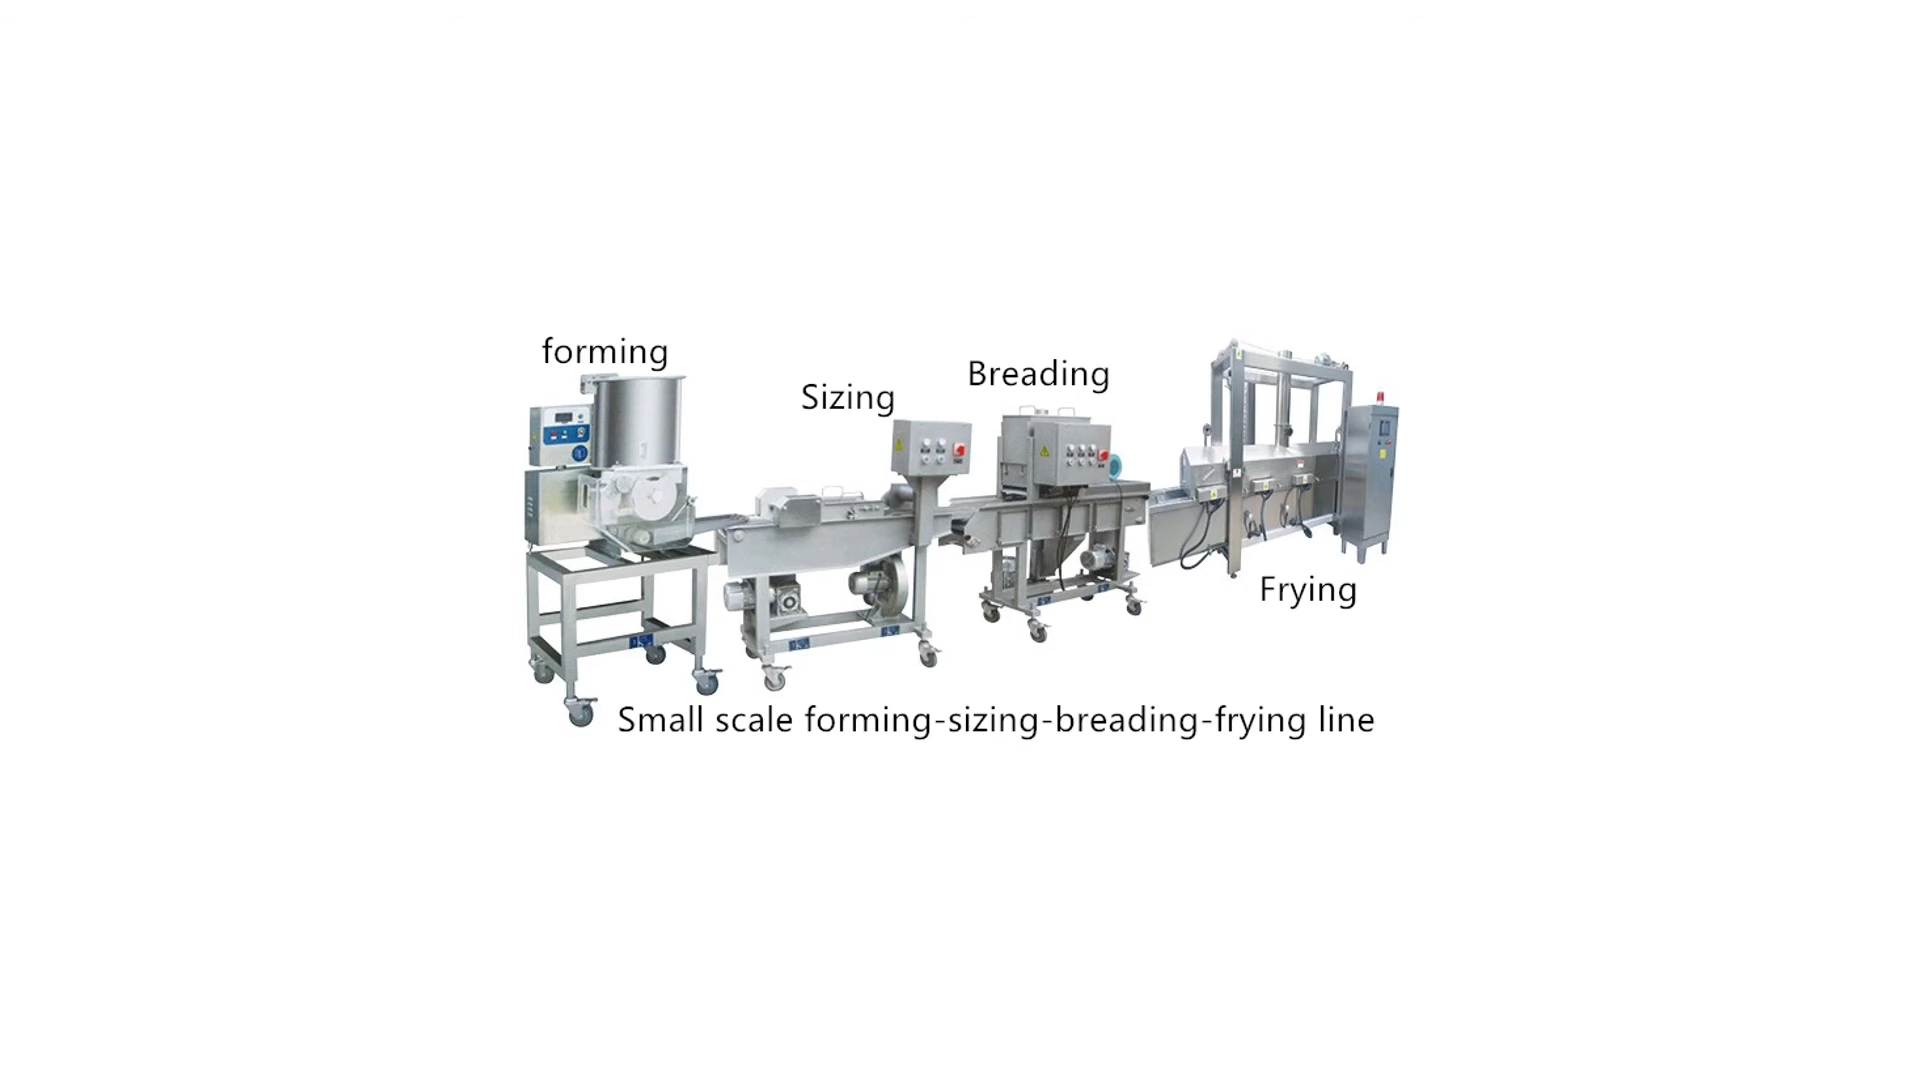 forming
Sizing
Breading
Frying
Small scale forming-sizing-breading-frying line